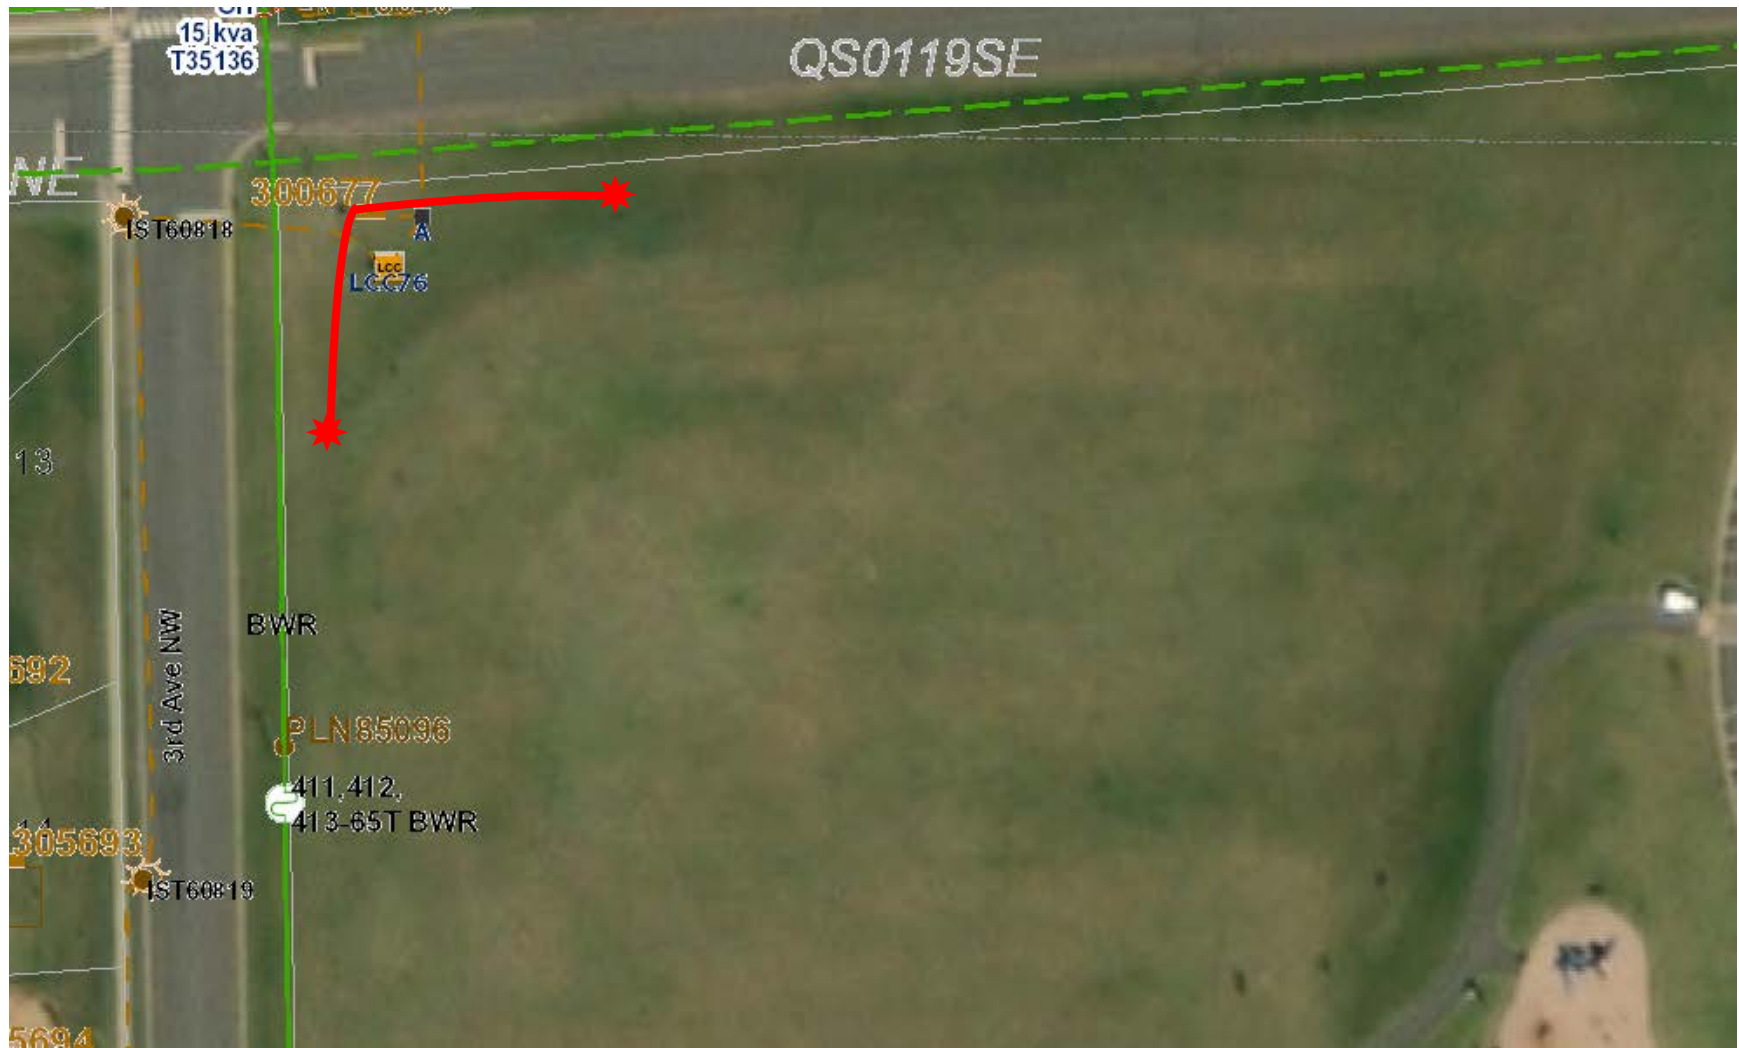 15 kva
T35136
QS0119SE
NE
300677
IST60818
A
LCC
LCC76
13
BWR
692
3rd Ave NW
PLN85096
411,412,
413-65T BWR
305693
IST60819
5694